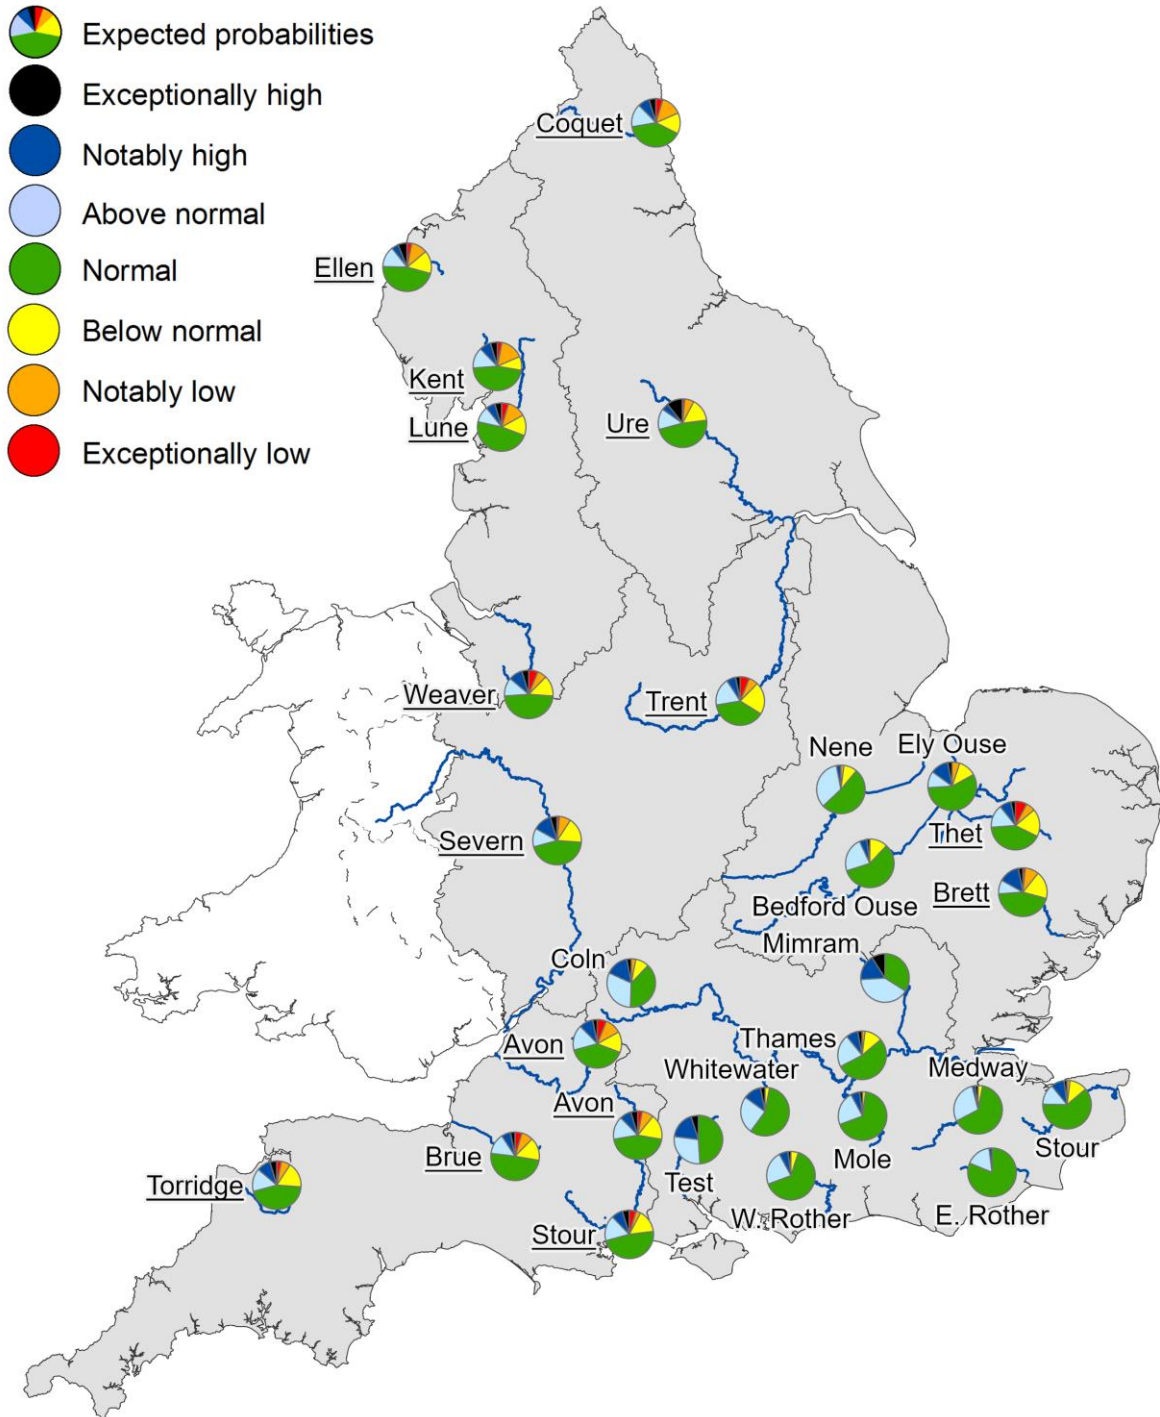 Expected probabilities
Exceptionally high
Notably high
Above normal
Normal
Below normal
Notably low
Exceptionally low
Coquet
Ellen
Kent
Lune
Ure
Weaver
Trent
Nene
Ely Ouse
Thet
Severn
Bedford Ouse
Brett
Mimram
Coln
Thames
Avon
Whitewater
Medway
Avon
Brue
Test
Mole
Stour
Torridge
W. Rother
E. Rother
Stour